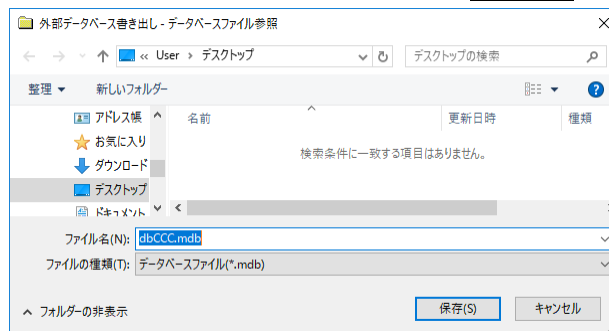 外部データベース書き出し - データベースファイル参照
« User › デスクトップ
デスクトップの検索
整理
新しいフォルダー
アドレス帳
お気に入り
ダウンロード
デスクトップ
ドキュメント
名前
更新日時
種類
検索条件に一致する項目はありません。
ファイル名(N): dbCCC.mdb
ファイルの種類(T): データベースファイル(*.mdb)
フォルダーの非表示
保存(S)
キャンセル